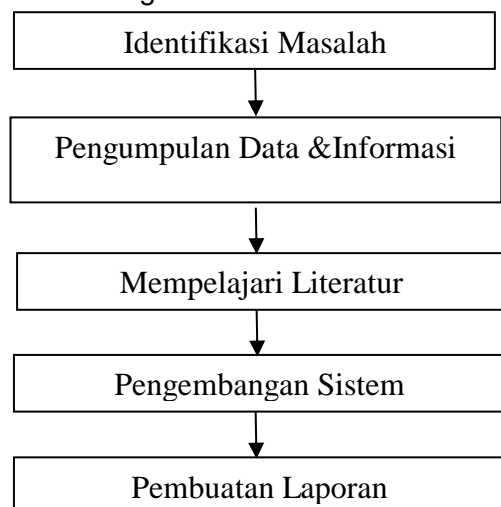 Identifikasi Masalah
Pengumpulan Data &Informasi
Mempelajari Literatur
Pengembangan Sistem
Pembuatan Laporan